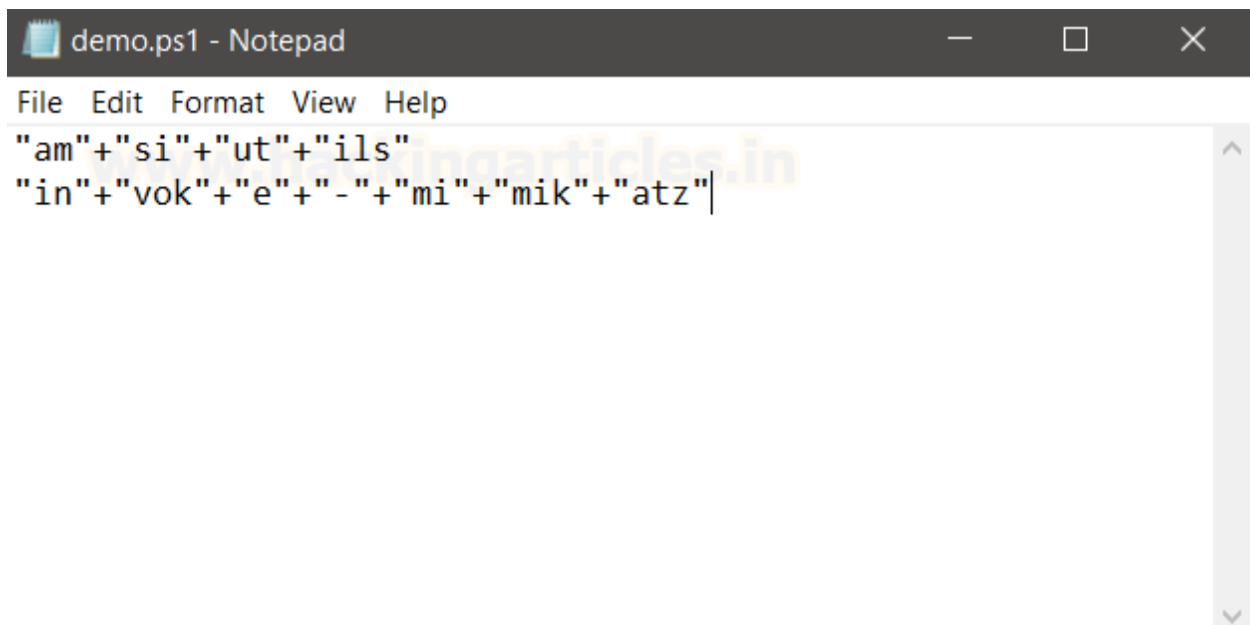 demo.ps1 - Notepad
File Edit Format View Help
"am"+"si"+"ut"+"ils"
"in"+"vok"+"e"+"-"+"mi"+"mik"+"atz"
www.hackingarticles.in